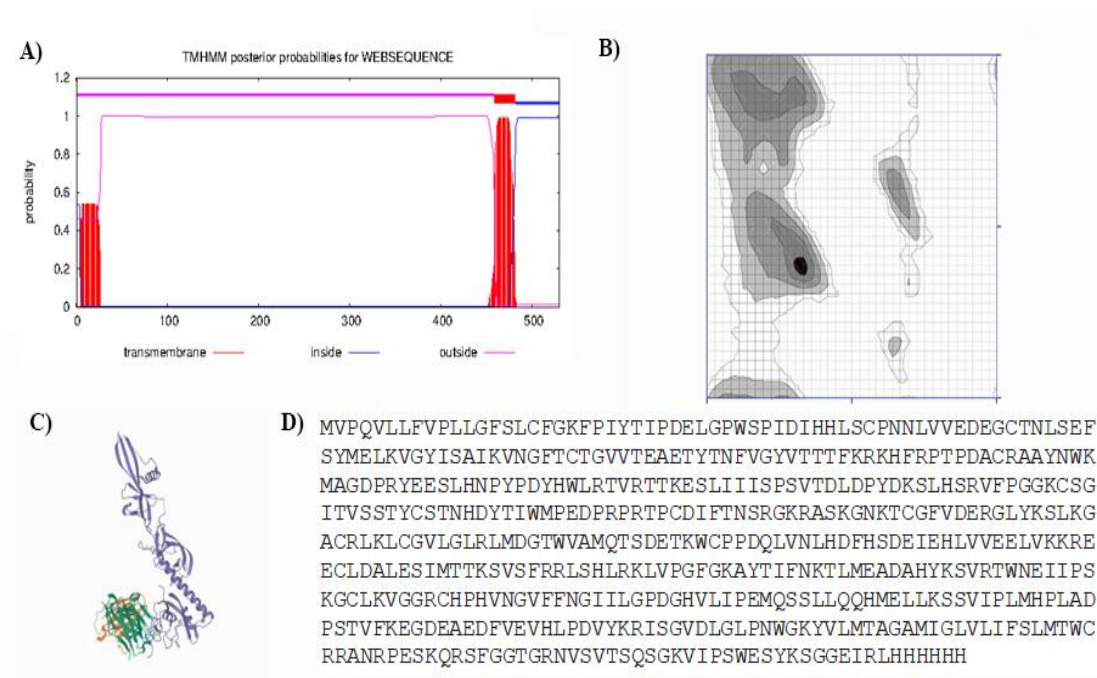 A)
TMHMM posterior probabilities for WEBSEQUENCE
1.2
1
0.8
0.6
0.4
0.2
0
probability
0 100 200 300 400 500
transmembrane inside outside
B)
C)
D)
MVPQVLLFVPLLGFSLCFGKFPIYTIPDELGPWSPIDIHHLSCPNNLVVEDEGCTNLSEF
SYMELKVGYISAIKVNGFTCTGVVTEAETYTNFVGYVTTTFKRKHFRPTPDACRAAYNWK
MAGDPRYEESLHNPYPDYHWLRTVRTTKESLIIISPSVTDLDPYDKSLHSRVFPGGKCSG
ITVSSTYCSTNHDYTIWMPEDPRPRTPCDIFTNSRGKRASKGNKTCGFVDERGLYKSLKG
ACRLKLCGVLGLRLMDGTWVAMQTSDETKWCPPDQLVNLHDFHSDEIEHLVVEELVKKRE
ECLDALESIMTTKSVSFRRLSHLRKLVPGFGKAYTIFNKTLMEADAHYKSVRTWNEIIPS
KGCLKVGGRCHPHVNGVFFNGIILGPDGHVLIPEMQSSLLQQHMELLKSSVIPLMHPLAD
PSTVFKEGDEAEDFVEVHLPDVYKRISGVDLGLPNWGKYVLMTAGAMIGLVLIFSLMTWC
RRANRPESKQRSFGGTGRNVSVTSQSGKVIPSWESYKSGGEIRLHHHHHH